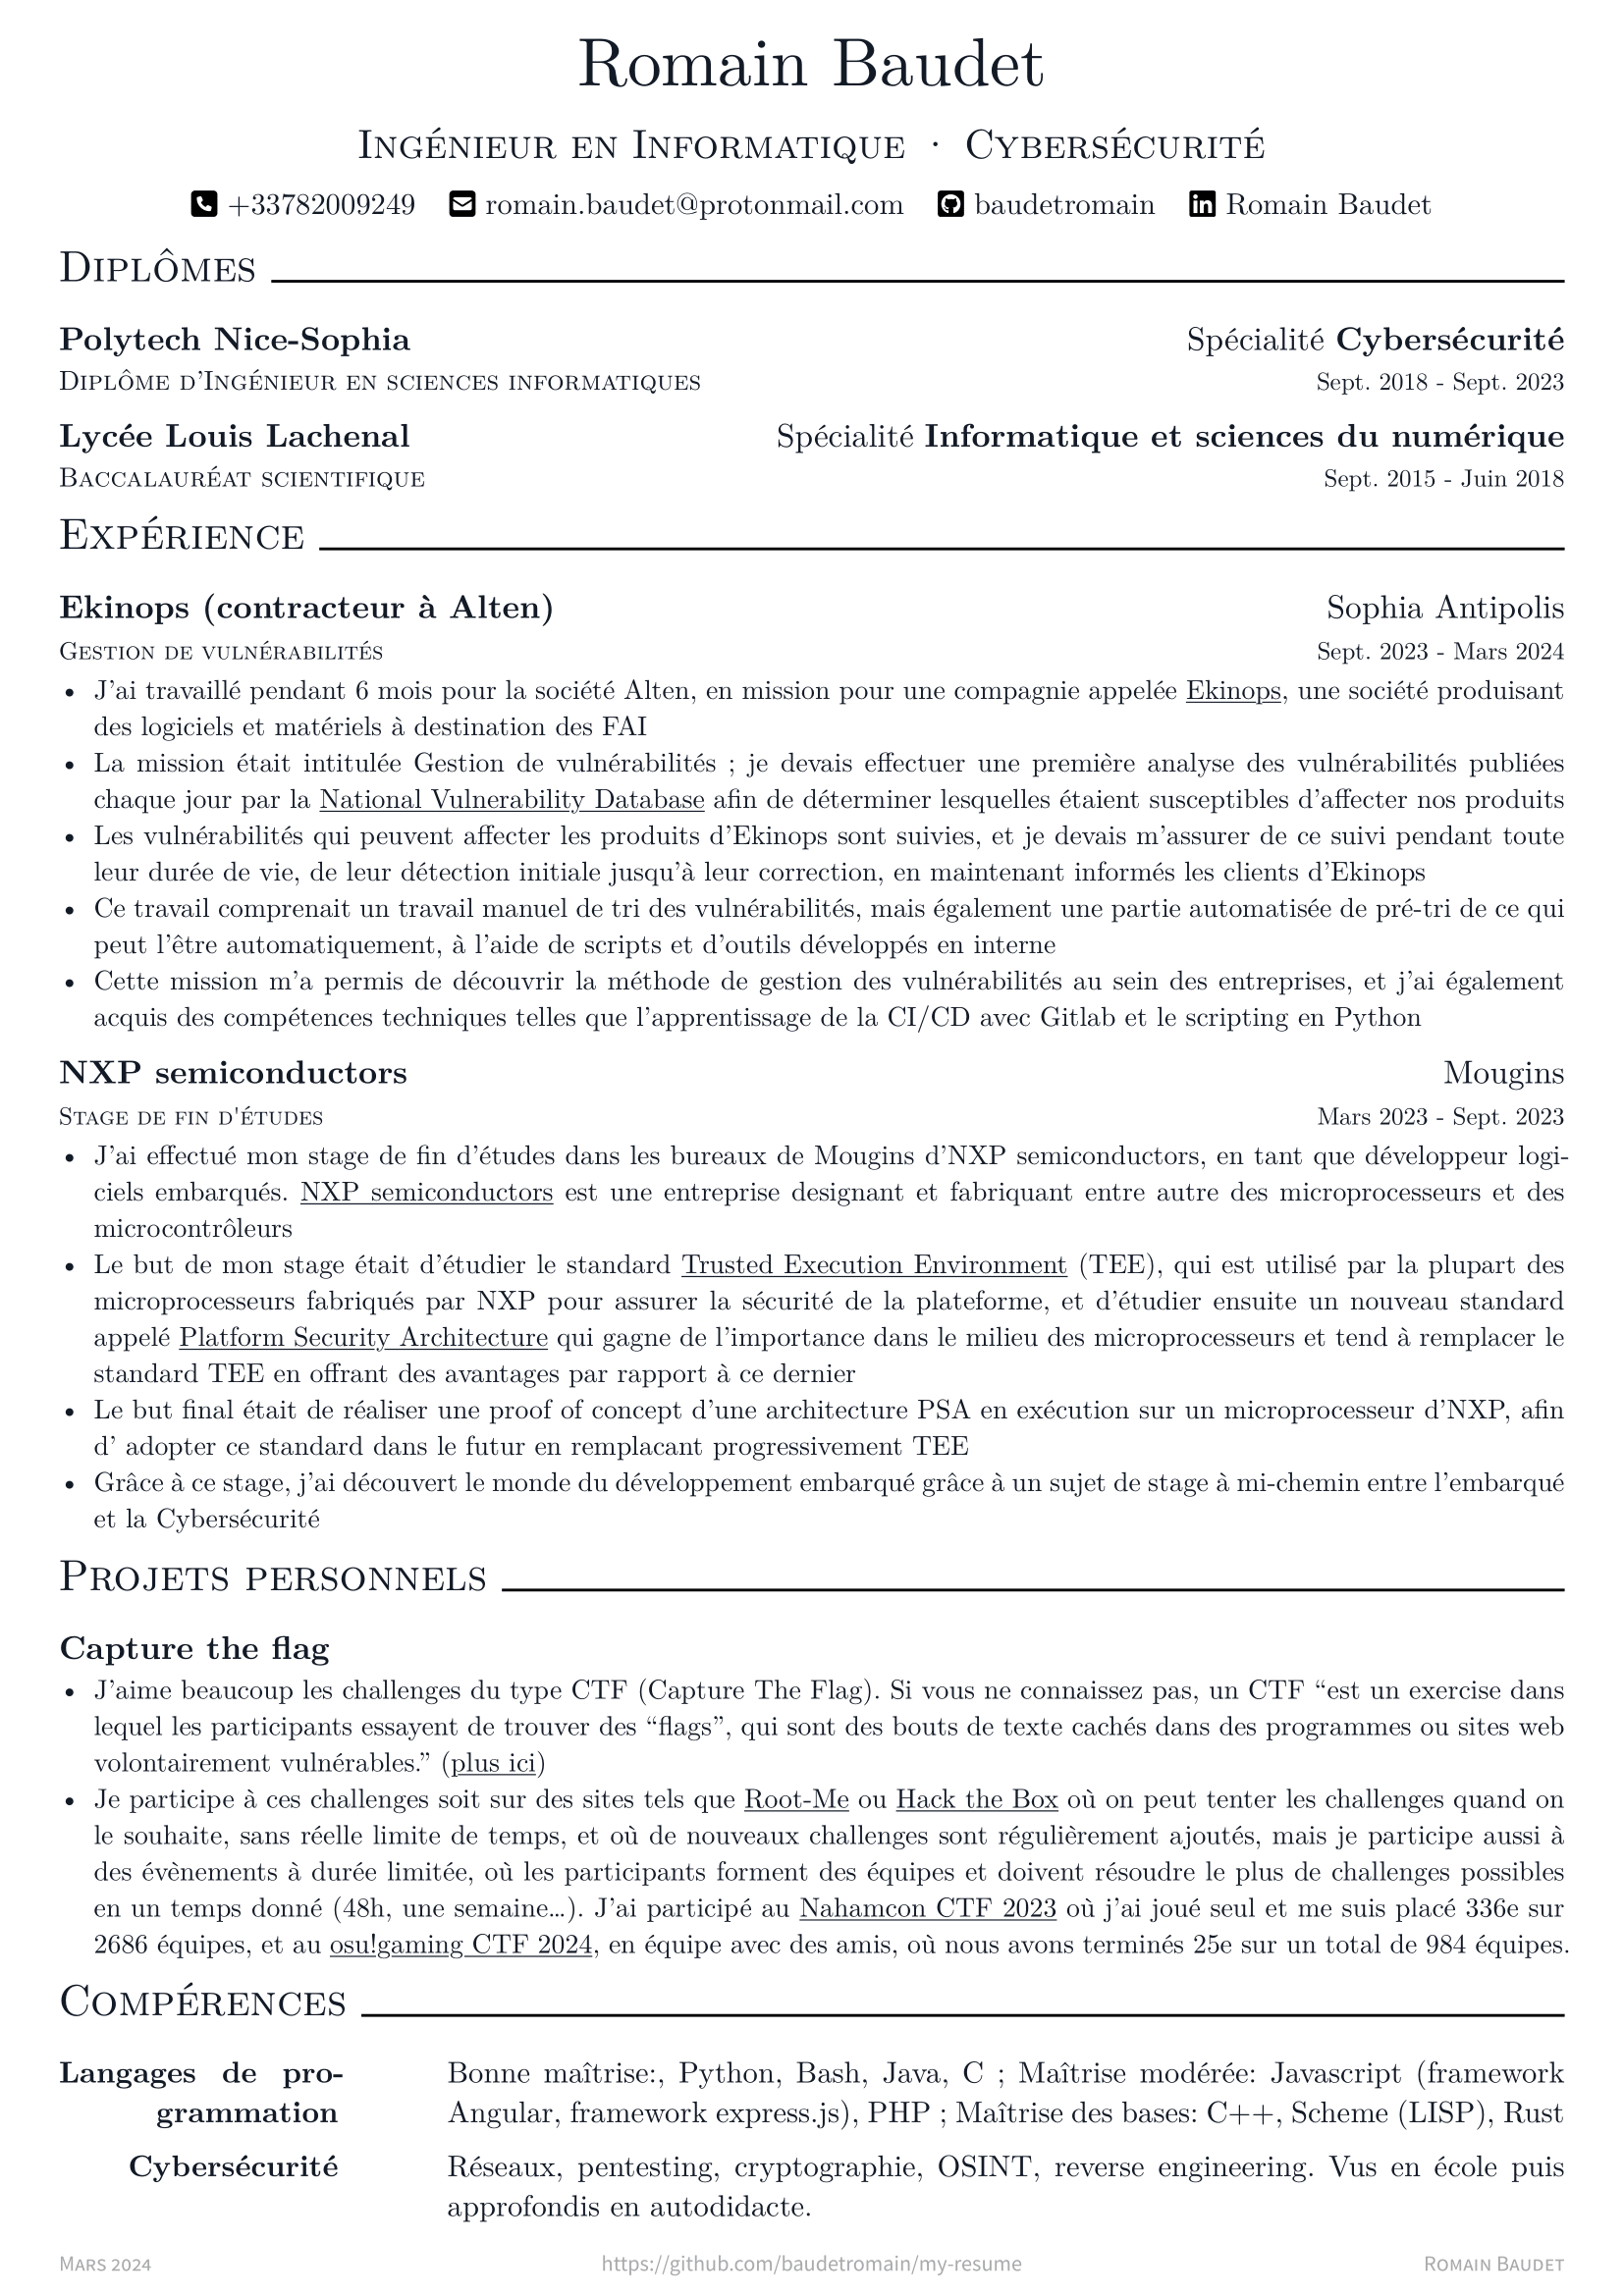 Romain Baudet
Ingénieur en Informatique · Cybersécurité
+33782009249 romain.baudet@protonmail.com baudetromain Romain Baudet
Diplômes
Polytech Nice-Sophia Spécialité Cybersécurité
Diplôme d'Ingénieur en sciences informatiques Sept. 2018 - Sept. 2023
Lycée Louis Lachenal Spécialité Informatique et sciences du numérique
Baccalauréat scientifique Sept. 2015 - Juin 2018
Expérience
Ekinops (contracteur à Alten) Sophia Antipolis
Gestion de vulnérabilités Sept. 2023 - Mars 2024
• J'ai travaillé pendant 6 mois pour la société Alten, en mission pour une compagnie appelée Ekinops, une société produisant
des logiciels et matériels à destination des FAI
• La mission était intitulée Gestion de vulnérabilités ; je devais effectuer une première analyse des vulnérabilités publiées
chaque jour par la National Vulnerability Database afin de déterminer lesquelles étaient susceptibles d'affecter nos produits
• Les vulnérabilités qui peuvent affecter les produits d'Ekinops sont suivies, et je devais m'assurer de ce suivi pendant toute
leur durée de vie, de leur détection initiale jusqu'à leur correction, en maintenant informés les clients d'Ekinops
• Ce travail comprenait un travail manuel de tri des vulnérabilités, mais également une partie automatisée de pré-tri de ce qui
peut l'être automatiquement, à l'aide de scripts et d'outils développés en interne
• Cette mission m'a permis de découvrir la méthode de gestion des vulnérabilités au sein des entreprises, et j'ai également
acquis des compétences techniques telles que l'apprentissage de la CI/CD avec Gitlab et le scripting en Python
NXP semiconductors Mougins
Stage de fin d'études Mars 2023 - Sept. 2023
• J'ai effectué mon stage de fin d'études dans les bureaux de Mougins d'NXP semiconductors, en tant que développeur logi-
ciels embarqués. NXP semiconductors est une entreprise designant et fabriquant entre autre des microprocesseurs et des
microcontrôleurs
• Le but de mon stage était d'étudier le standard Trusted Execution Environment (TEE), qui est utilisé par la plupart des
microprocesseurs fabriqués par NXP pour assurer la sécurité de la plateforme, et d'étudier ensuite un nouveau standard
appelé Platform Security Architecture qui gagne de l'importance dans le milieu des microprocesseurs et tend à remplacer le
standard TEE en offrant des avantages par rapport à ce dernier
• Le but final était de réaliser une proof of concept d'une architecture PSA en exécution sur un microprocesseur d'NXP, afin
d' adopter ce standard dans le futur en remplacant progressivement TEE
• Grâce à ce stage, j'ai découvert le monde du développement embarqué grâce à un sujet de stage à mi-chemin entre l'embarqué
et la Cybersécurité
Projets personnels
Capture the flag
• J'aime beaucoup les challenges du type CTF (Capture The Flag). Si vous ne connaissez pas, un CTF “est un exercise dans
lequel les participants essayent de trouver des “flags”, qui sont des bouts de texte cachés dans des programmes ou sites web
volontairement vulnérables.” (plus ici)
• Je participe à ces challenges soit sur des sites tels que Root-Me ou Hack the Box où on peut tenter les challenges quand on
le souhaite, sans réelle limite de temps, et où de nouveaux challenges sont régulièrement ajoutés, mais je participe aussi à
des évènements à durée limitée, où les participants forment des équipes et doivent résoudre le plus de challenges possibles
en un temps donné (48h, une semaine…). J'ai participé au Nahamcon CTF 2023 où j'ai joué seul et me suis placé 336e sur
2686 équipes, et au osu!gaming CTF 2024, en équipe avec des amis, où nous avons terminés 25e sur un total de 984 équipes.
Compérences
Langages de pro- Bonne maîtrise:, Python, Bash, Java, C ; Maîtrise modérée: Javascript (framework
grammation Angular, framework express.js), PHP ; Maîtrise des bases: C++, Scheme (LISP), Rust
Cybersécurité Réseaux, pentesting, cryptographie, OSINT, reverse engineering. Vus en école puis
approfondis en autodidacte.
Mars 2024 https://github.com/baudetromain/my-resume Romain Baudet